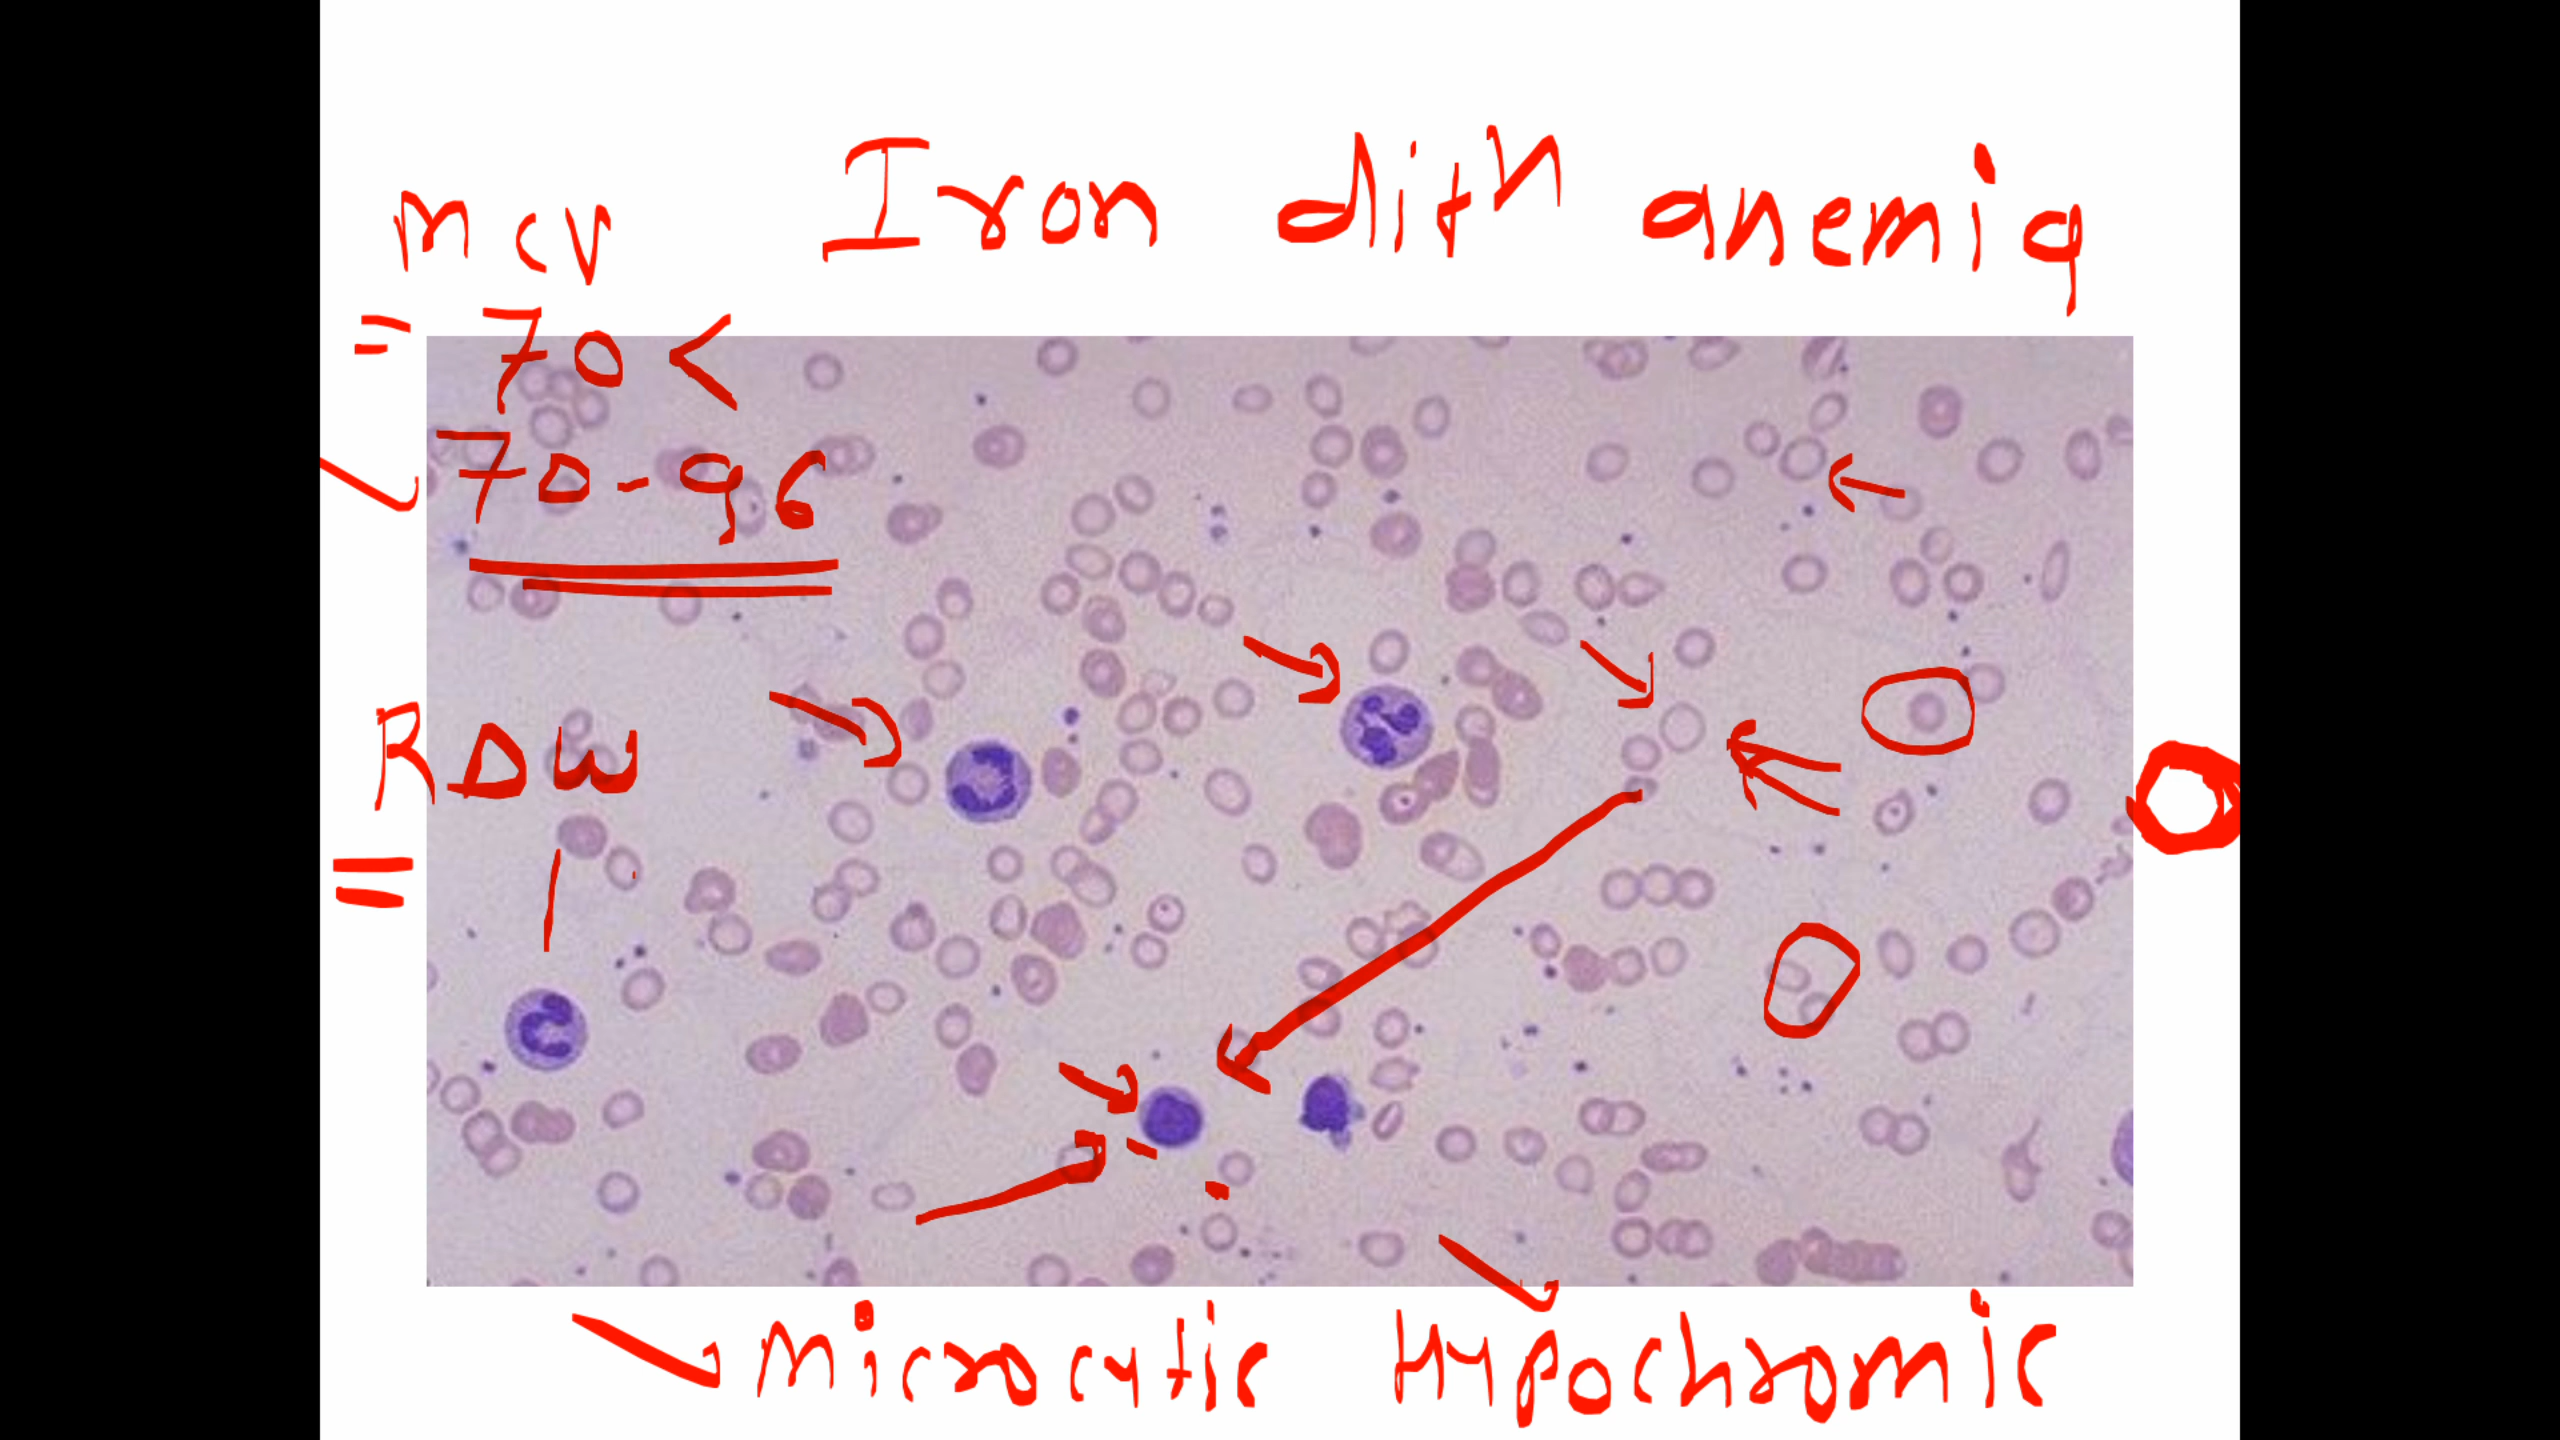 Iron dith anemia
mcv
= 70 <
70-96
RDW
=
Microcytic Hypochromic